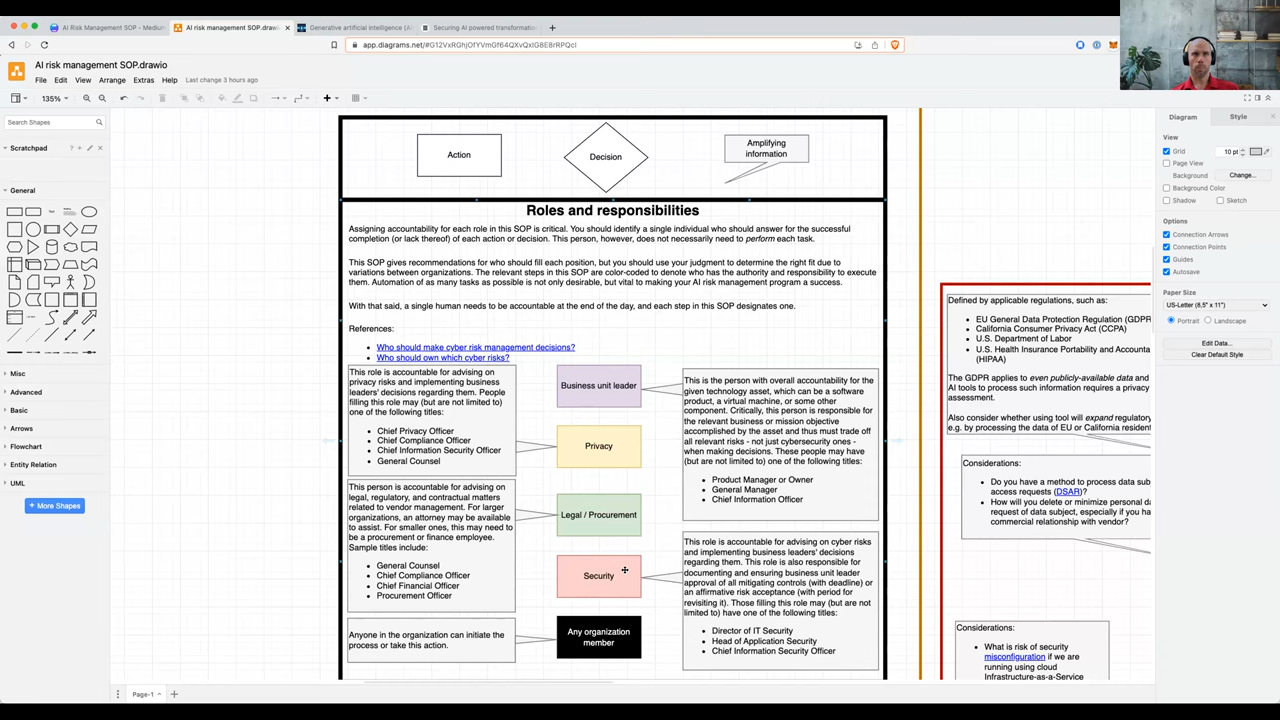 AI Risk Management SOP - Medium
AI risk management SOP.drawio
Generative artificial intelligence (AI
Securing AI powered transformation
app.diagrams.net/#G12VxRGhjOfYVmGf64QXvQxIG8E8rRPQcI
AI risk management SOP.drawio
File Edit View Arrange Extras Help Last change 3 hours ago
135%
Search Shapes
Scratchpad
General
Text
Misc
Advanced
Basic
Arrows
Flowchart
Entity Relation
UML
+ More Shapes
Action
Decision
Amplifying
information
Roles and responsibilities
Assigning accountability for each role in this SOP is critical. You should identify a single individual who should answer for the successful
completion (or lack thereof) of each action or decision. This person, however, does not necessarily need to perform each task.
This SOP gives recommendations for who should fill each position, but you should use your judgment to determine the right fit due to
variations between organizations. The relevant steps in this SOP are color-coded to denote who has the authority and responsibility to execute
them. Automation of as many tasks as possible is not only desirable, but vital to making your AI risk management program a success.
With that said, a single human needs to be accountable at the end of the day, and each step in this SOP designates one.
References:
• Who should make cyber risk management decisions?
• Who should own which cyber risks?
This role is accountable for advising on
privacy risks and implementing business
leaders' decisions regarding them. People
filling this role may (but are not limited to)
one of the following titles:
• Chief Privacy Officer
• Chief Compliance Officer
• Chief Information Security Officer
• General Counsel
This person is accountable for advising on
legal, regulatory, and contractual matters
related to vendor management. For larger
organizations, an attorney may be available
to assist. For smaller ones, this may need to
be a procurement or finance employee.
Sample titles include:
• General Counsel
• Chief Compliance Officer
• Chief Financial Officer
• Procurement Officer
Anyone in the organization can initiate the
process or take this action.
Business unit leader
Privacy
Legal / Procurement
Security
Any organization
member
This is the person with overall accountability for the
given technology asset, which can be a software
product, a virtual machine, or some other
component. Critically, this person is responsible for
the relevant business or mission objective
accomplished by the asset and thus must trade off
all relevant risks - not just cybersecurity ones -
when making decisions. These people may have
(but are not limited to) one of the following titles:
• Product Manager or Owner
• General Manager
• Chief Information Officer
This role is accountable for advising on cyber risks
and implementing business leaders' decisions
regarding them. This role is also responsible for
documenting and ensuring business unit leader
approval of all mitigating controls (with deadline) or
an affirmative risk acceptance (with period for
revisiting it). Those filling this role may (but are not
limited to) have one of the following titles:
• Director of IT Security
• Head of Application Security
• Chief Information Security Officer
Defined by applicable regulations, such as:
• EU General Data Protection Regulation (GDPR
• California Consumer Privacy Act (CCPA)
• U.S. Department of Labor
• U.S. Health Insurance Portability and Accounta
(HIPAA)
The GDPR applies to even publicly-available data and
AI tools to process such information requires a privacy
assessment.
Also consider whether using tool will expand regulatory
e.g. by processing the data of EU or California resident
Considerations:
• Do you have a method to process data sub
access requests (DSAR)?
• How will you delete or minimize personal da
request of data subject, especially if you ha
commercial relationship with vendor?
Considerations:
• What is risk of security
misconfiguration if we are
running using cloud
Infrastructure-as-a-Service
Diagram
Style
View
Grid
10 pt
Page View
Background
Change...
Background Color
Shadow
Sketch
Options
Connection Arrows
Connection Points
Guides
Autosave
Paper Size
US-Letter (8,5" x 11")
Portrait
Landscape
Edit Data...
Clear Default Style
Page-1